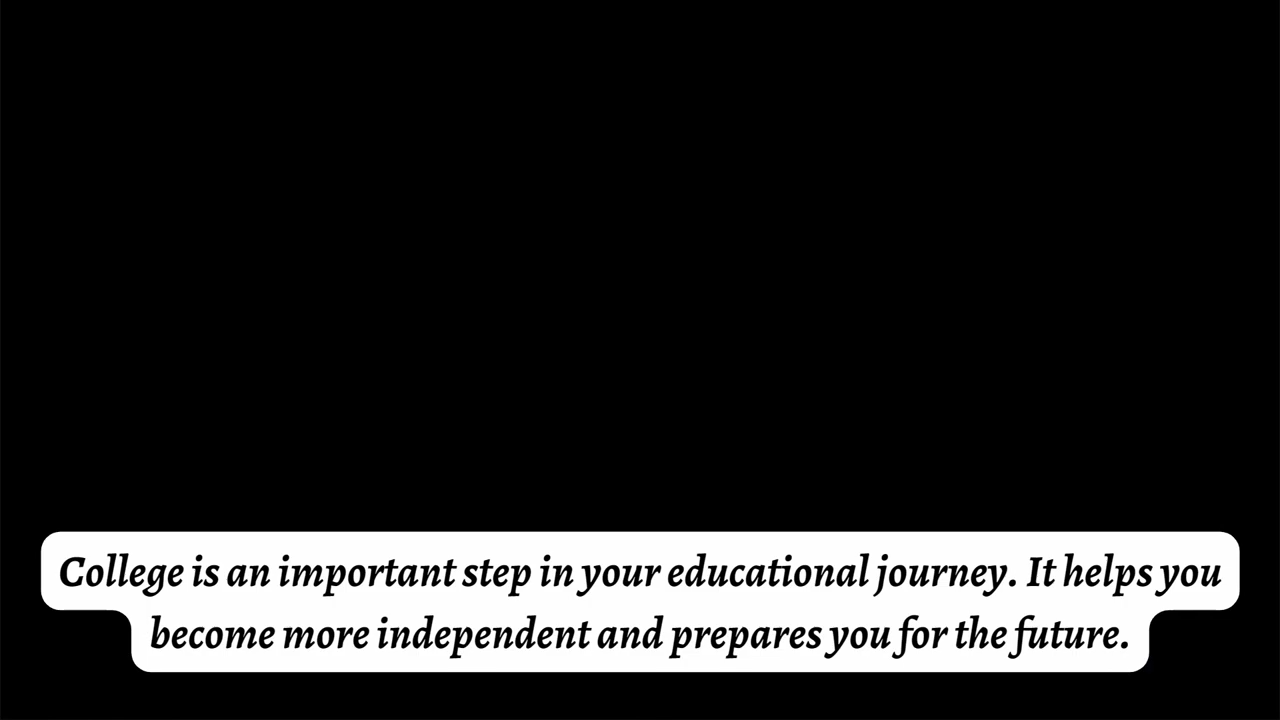 College is an important step in your educational journey. It helps you
become more independent and prepares you for the future.